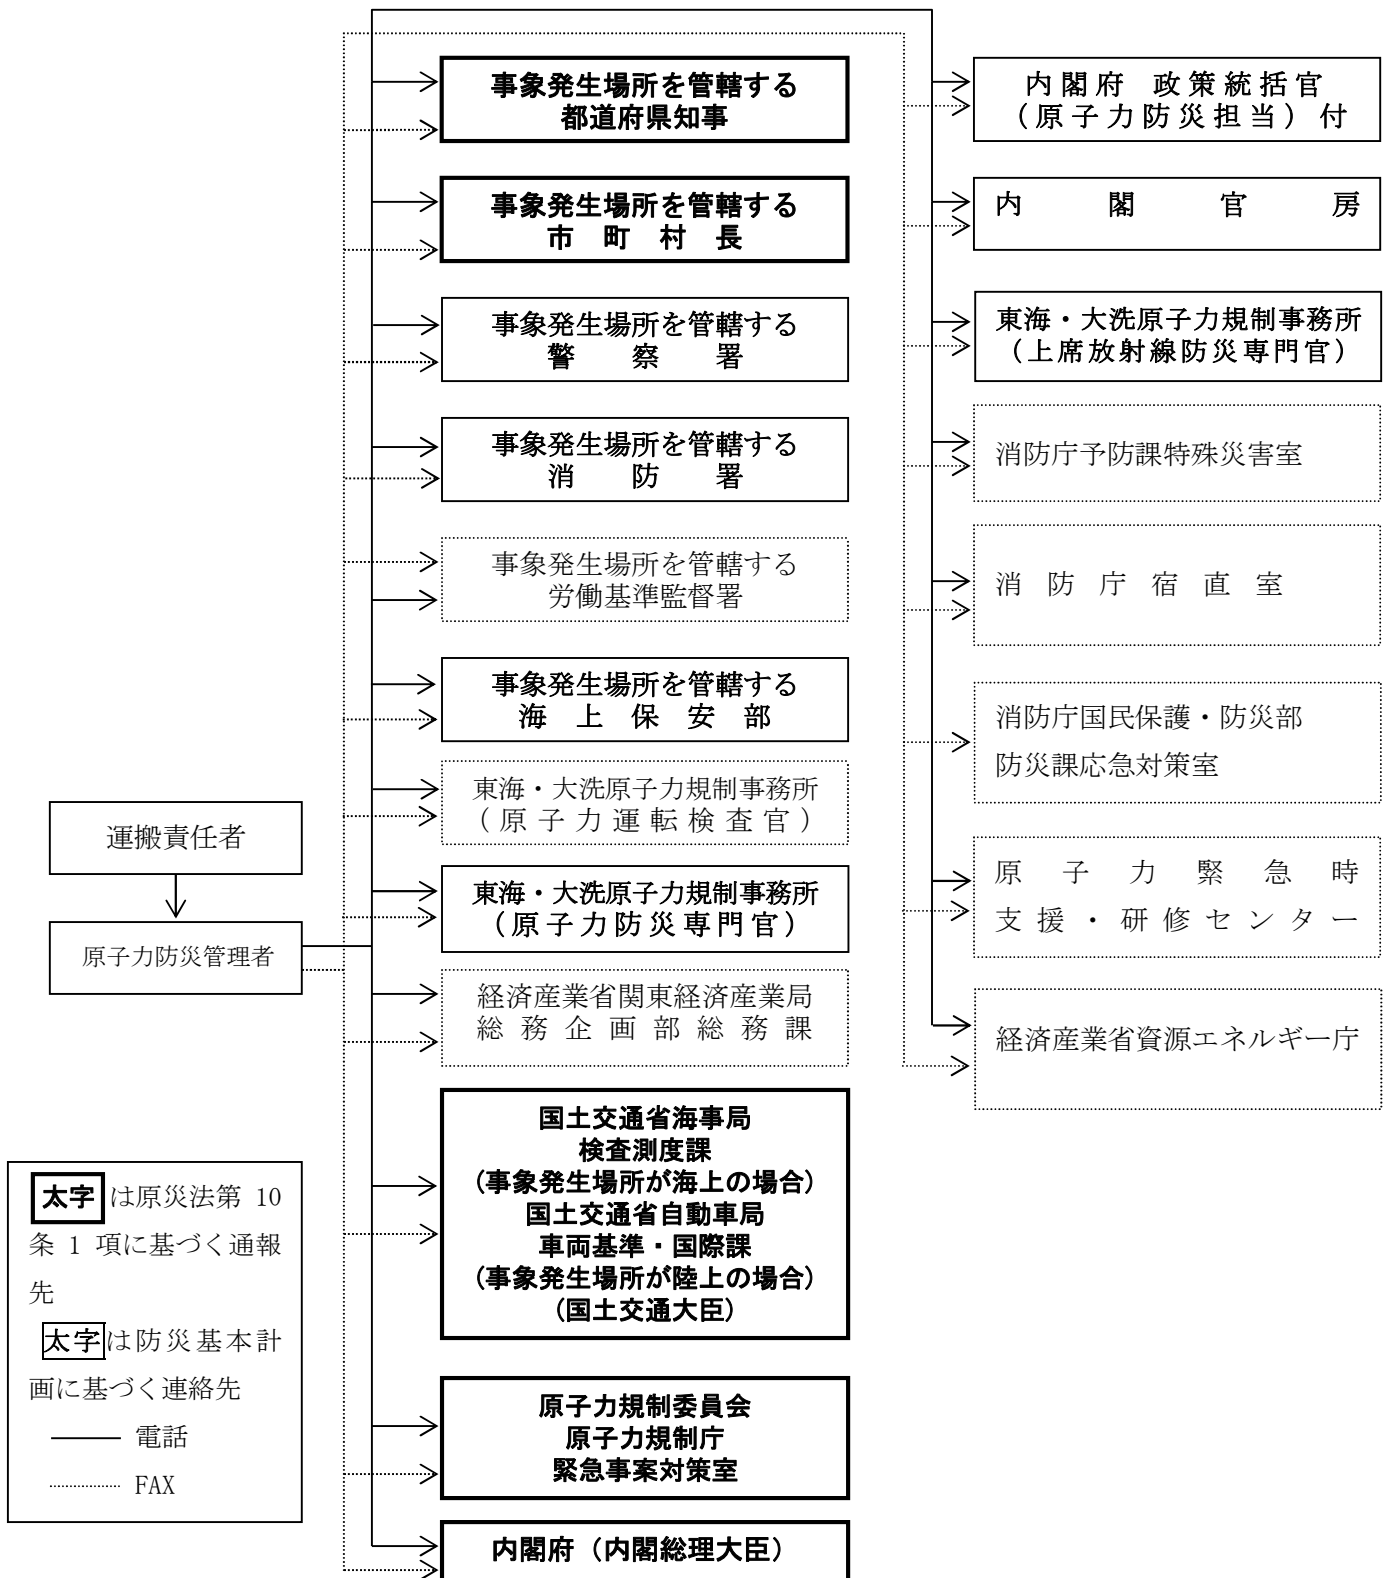 事象発生場所を管轄する
都道府県知事
事象発生場所を管轄する
市町村長
事象発生場所を管轄する
警察署
事象発生場所を管轄する
消防署
事象発生場所を管轄する
労働基準監督署
事象発生場所を管轄する
海上保安部
東海・大洗原子力規制事務所
（原子力運転検査官）
東海・大洗原子力規制事務所
（原子力防災専門官）
経済産業省関東経済産業局
総務企画部総務課
国土交通省海事局
検査測度課
(事象発生場所が海上の場合)
国土交通省自動車局
車両基準・国際課
(事象発生場所が陸上の場合)
(国土交通大臣)
原子力規制委員会
原子力規制庁
緊急事案対策室
内閣府（内閣総理大臣）
内閣府 政策統括官
（原子力防災担当）付
内閣官房
東海・大洗原子力規制事務所
（上席放射線防災専門官）
消防庁予防課特殊災害室
消防庁宿直室
消防庁国民保護・防災部
防災課応急対策室
原子力緊急時
支援・研修センター
経済産業省資源エネルギー庁
運搬責任者
原子力防災管理者
太字は原災法第 10
条 1 項に基づく通報
先
太字は防災基本計
画に基づく連絡先
電話
FAX